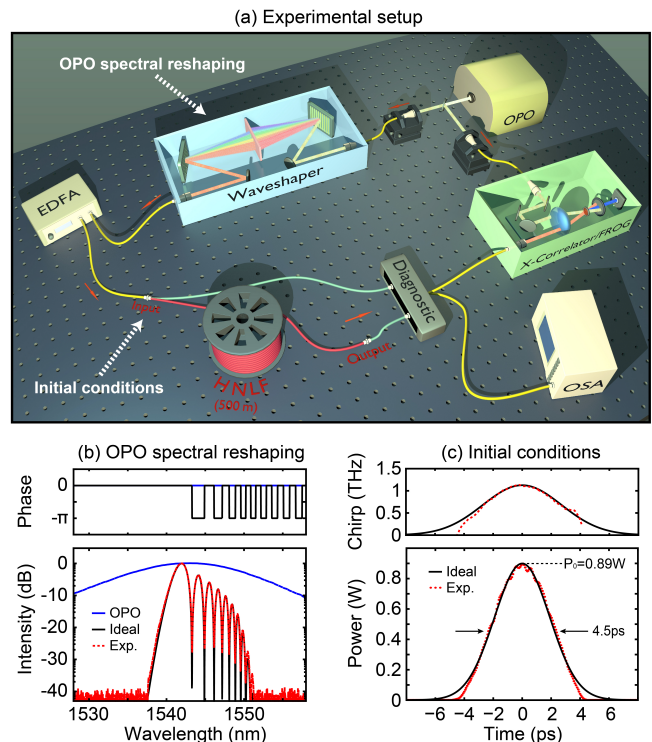 (a) Experimental setup
OPO spectral reshaping
OPO
Waveshaper
EDFA
X-Correlator/FROG
Diagnostic
Input
Output
HNLF
(500 m)
Initial conditions
OSA
(b) OPO spectral reshaping
Phase
0
-π
Intensity (dB)
0
-10
-20
-30
-40
OPO
Ideal
Exp.
1530 1540 1550
Wavelength (nm)
(c) Initial conditions
Chirp (THz)
1.5
1
0.5
0
Power (W)
0.8
0.6
0.4
0.2
0
Ideal
Exp.
P₀=0.89W
4.5ps
−6 −4 −2 0 2 4 6
Time (ps)